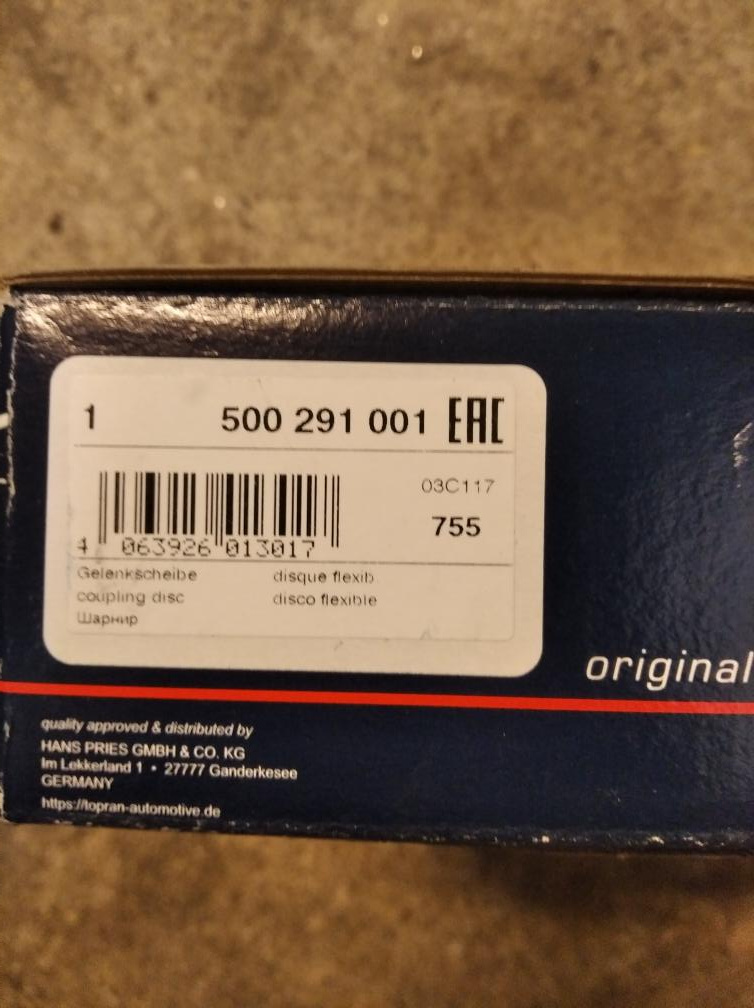 1 500 291 001 EAC
03C117
755
4 063926 013017
Gelenkscheibe disque flexib.
coupling disc disco flexible
Шарнир
original
quality approved & distributed by
HANS PRIES GMBH & CO. KG
Im Lekkerland 1 • 27777 Ganderkesee
GERMANY
https://topran-automotive.de